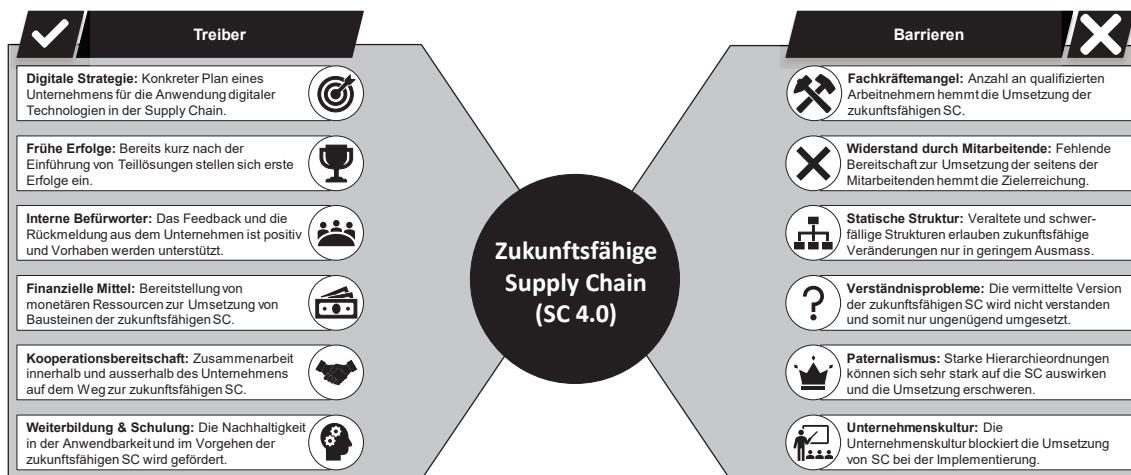 Treiber
Digitale Strategie: Konkreter Plan eines
Unternehmens für die Anwendung digitaler
Technologien in der Supply Chain.
Frühe Erfolge: Bereits kurz nach der
Einführung von Teillösungen stellen sich erste
Erfolge ein.
Interne Befürworter: Das Feedback und die
Rückmeldung aus dem Unternehmen ist positiv
und Vorhaben werden unterstützt.
Finanzielle Mittel: Bereitstellung von
monetären Ressourcen zur Umsetzung von
Bausteinen der zukunftsfähigen SC.
Kooperationsbereitschaft: Zusammenarbeit
innerhalb und ausserhalb des Unternehmens
auf dem Weg zur zukunftsfähigen SC.
Weiterbildung & Schulung: Die Nachhaltigkeit
in der Anwendbarkeit und im Vorgehen der
zukunftsfähigen SC wird gefördert.
Zukunftsfähige
Supply Chain
(SC 4.0)
Barrieren
Fachkräftemangel: Anzahl an qualifizierten
Arbeitnehmern hemmt die Umsetzung der
zukunftsfähigen SC.
Widerstand durch Mitarbeitende: Fehlende
Bereitschaft zur Umsetzung der seitens der
Mitarbeitenden hemmt die Zielerreichung.
Statische Struktur: Veraltete und schwer-
fällige Strukturen erlauben zukunftsfähige
Veränderungen nur in geringem Ausmass.
Verständnisprobleme: Die vermittelte Version
der zukunftsfähigen SC wird nicht verstanden
und somit nur ungenügend umgesetzt.
Paternalismus: Starke Hierarchieordnungen
können sich sehr stark auf die SC auswirken
und die Umsetzung erschweren.
Unternehmenskultur: Die
Unternehmenskultur blockiert die Umsetzung
von SC bei der Implementierung.